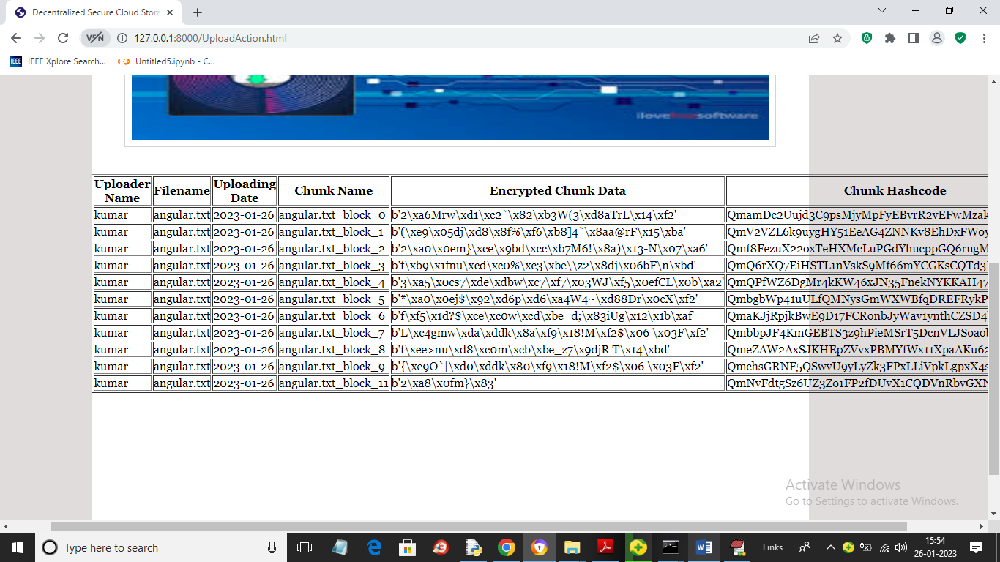 Decentralized Secure Cloud Stora
VPN 127.0.0.1:8000/UploadAction.html
IEEE IEEE Xplore Search... Untitled5.ipynb - C...
ilovefreesoftware
Uploader Name Filename Uploading Date Chunk Name Encrypted Chunk Data Chunk Hashcode
kumar angular.txt 2023-01-26 angular.txt_block_0 b'2\xa6Mrw\xd1\xc2`\x82\xb3W(3\xd8aTrL\x14\xf2' QmamDc2Uujd3C9psMjyMpFyEBvrR2vEFwMzak
kumar angular.txt 2023-01-26 angular.txt_block_1 b'(\xe9\x05dj\xd8\x8f%\xf6\xb8]4`\x8aa@rF\x15\xba' QmV2VZL6k9uygHY51EeAG4ZNNKv8EhDxFWoy
kumar angular.txt 2023-01-26 angular.txt_block_2 b'2\xa0\x0em}\xce\x9bd\xcc\xb7M6!\x8a)\x13-N\x07\xa6' Qmf8FezuX22oxTeHXMcLuPGdYhucppGQ6rugM
kumar angular.txt 2023-01-26 angular.txt_block_3 b'f\xb9\x1fnu\xcd\xc0%\xc3\xbe\\z2\x8dj\x06bF\n\xbd' QmQ6rXQ7EiHSTL1nVskS9Mf66mYCGKsCQTd3
kumar angular.txt 2023-01-26 angular.txt_block_4 b'3\xa5\x0cs7\xde\xdbw\xc7\xf7\x03WJ\xf5\x0efCL\x0b\xa2' QmQPfWZ6DgMr4kKW46xJN35FnekNYKKAH47
kumar angular.txt 2023-01-26 angular.txt_block_5 b'*\xa0\x0ej$\x92\xd6p\xd6\xa4W4~\xd88Dr\x0cX\xf2' QmbgbWp41uULfQMNysGmWXWBfqDREFRykP
kumar angular.txt 2023-01-26 angular.txt_block_6 b'f\xf5\x1d?$\xce\xc0w\xcd\xbe_d;\x83iUg\x12\x1b\xaf' QmaKJjRpjkBwE9D17FCRonbJyWav1ynthCZSD4
kumar angular.txt 2023-01-26 angular.txt_block_7 b'L\xc4gmw\xda\xddk\x8a\xf9\x18!M\xf2$\x06 \x03F\xf2' QmbbpJF4KmGEBTS3z9hPieMSrT5DcnVLJSoaol
kumar angular.txt 2023-01-26 angular.txt_block_8 b'f\xee>nu\xd8\xc0m\xcb\xbe_z7\x9djR T\x14\xbd' QmeZAW2AxSJKHEpZVvxPBMYfWx11XpaAKu62
kumar angular.txt 2023-01-26 angular.txt_block_9 b'{\xe9O`|\xd0\xddk\x80\xf9\x18!M\xf2$\x06 \x03F\xf2' QmchsGRNF5QSwvU9yLyZk3FPxLLiVpkLgpxX4s
kumar angular.txt 2023-01-26 angular.txt_block_11 b'2\xa8\x0fm}\x83' QmNvFdtgSz6UZ3Zo1FP2fDUvX1CQDVnRbvGXN
Activate Windows
Go to Settings to activate Windows.
Type here to search Links 15:54
26-01-2023